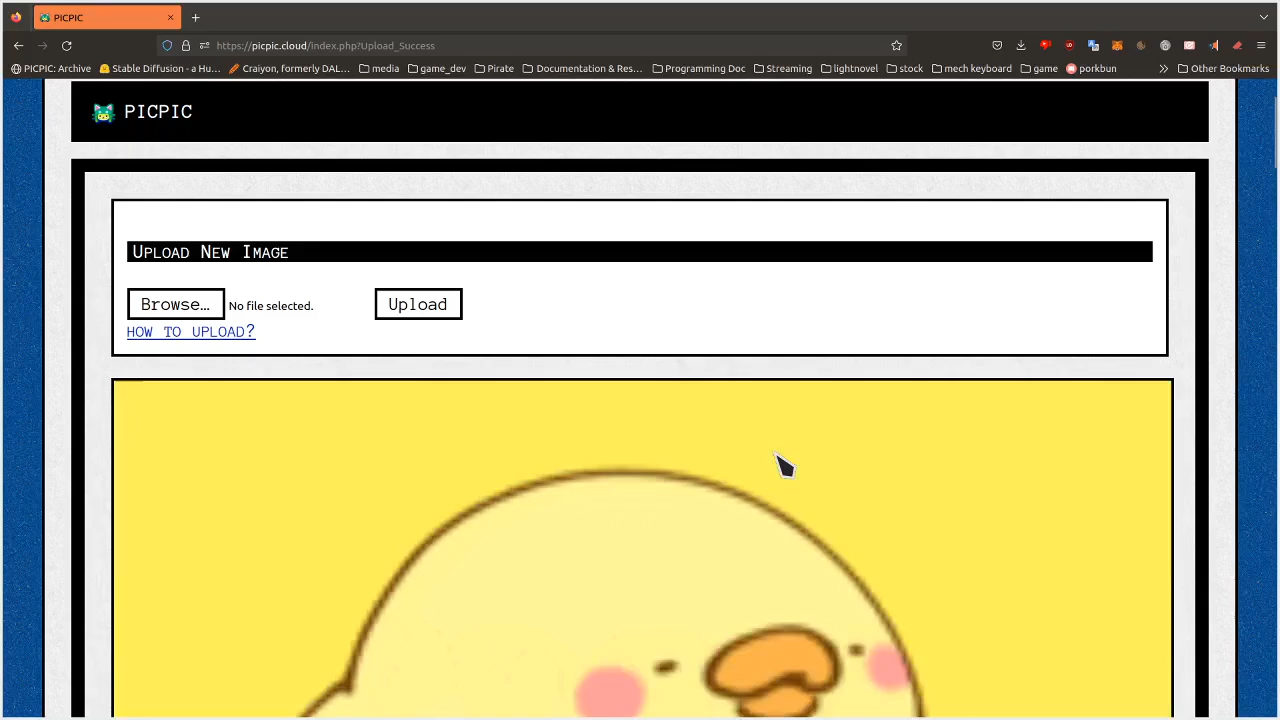 PICPIC
https://picpic.cloud/index.php?Upload_Success
PICPIC: Archive Stable Diffusion - a Hu... Craiyon, formerly DAL... media game_dev Pirate Documentation & Res... Programming Doc Streaming lightnovel stock mech keyboard game porkbun Other Bookmarks
PICPIC
Upload New Image
Browse... No file selected. Upload
HOW TO UPLOAD?